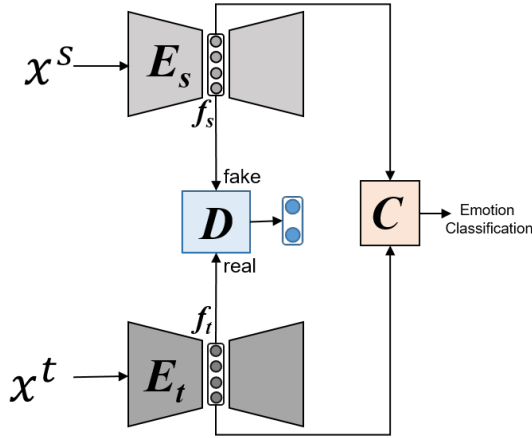 x^s
E_s
f_s
fake
D
C
Emotion
Classification
real
f_t
x^t
E_t